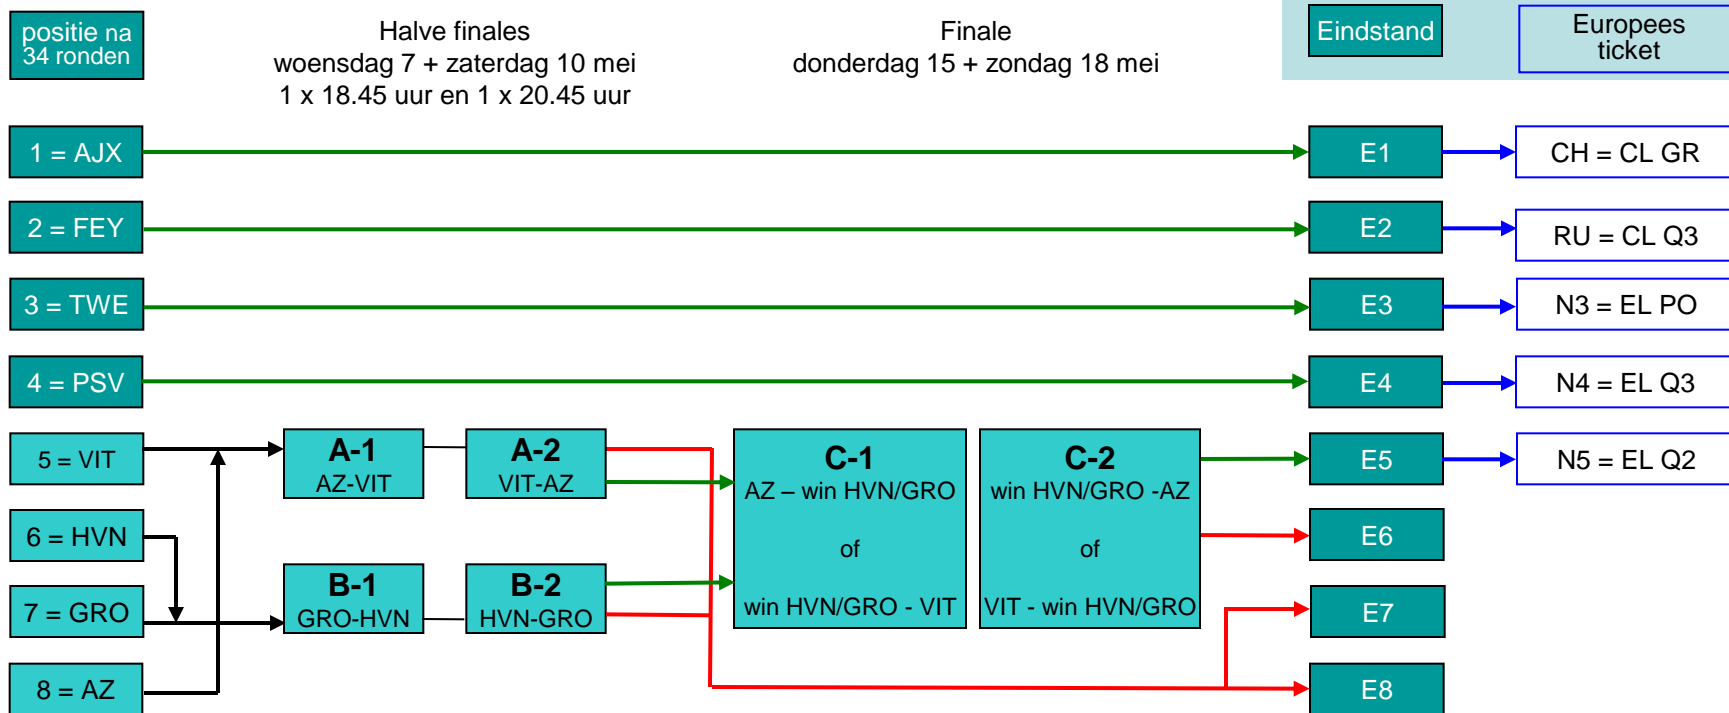 positie na
34 ronden
Halve finales
woensdag 7 + zaterdag 10 mei
1 x 18.45 uur en 1 x 20.45 uur
Finale
donderdag 15 + zondag 18 mei
Eindstand
Europees
ticket
1 = AJX
E1
CH = CL GR
2 = FEY
E2
RU = CL Q3
3 = TWE
E3
N3 = EL PO
4 = PSV
E4
N4 = EL Q3
5 = VIT
A-1
AZ-VIT
A-2
VIT-AZ
C-1
AZ – win HVN/GRO
of
win HVN/GRO - VIT
C-2
win HVN/GRO -AZ
of
VIT - win HVN/GRO
E5
N5 = EL Q2
6 = HVN
E6
7 = GRO
B-1
GRO-HVN
B-2
HVN-GRO
E7
8 = AZ
E8